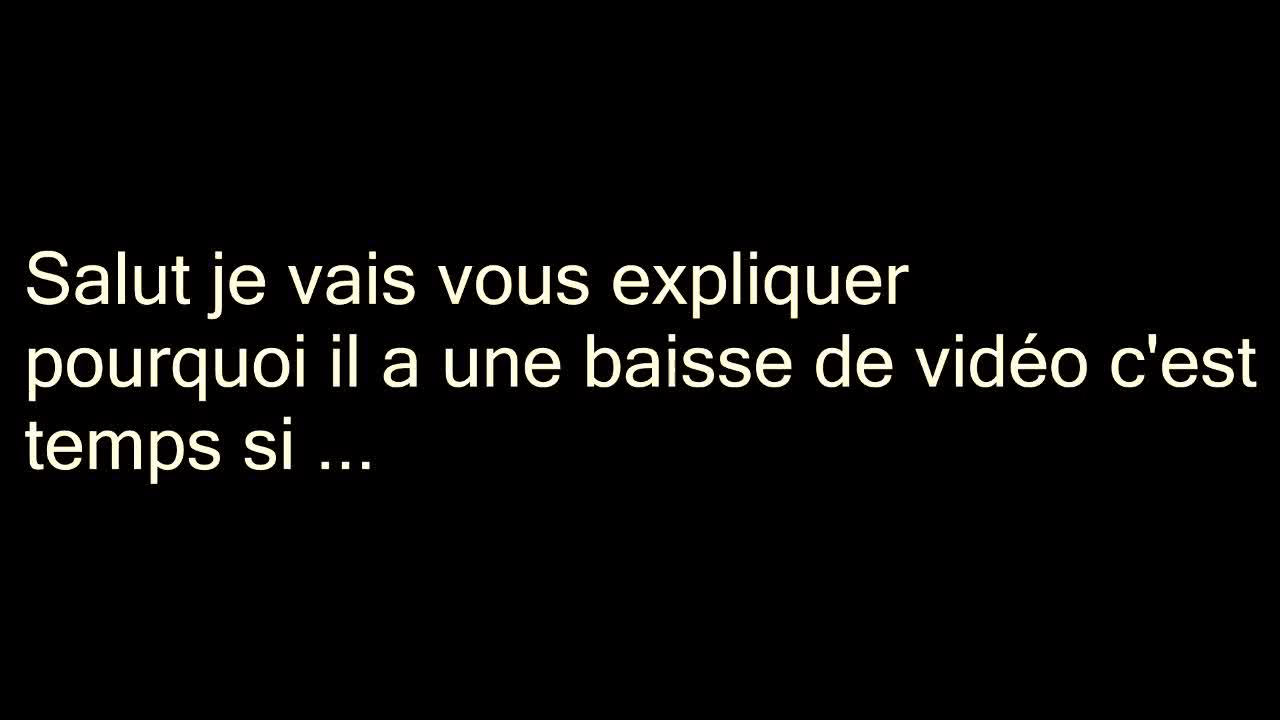 Salut je vais vous expliquer
pourquoi il a une baisse de vidéo c'est
temps si ...